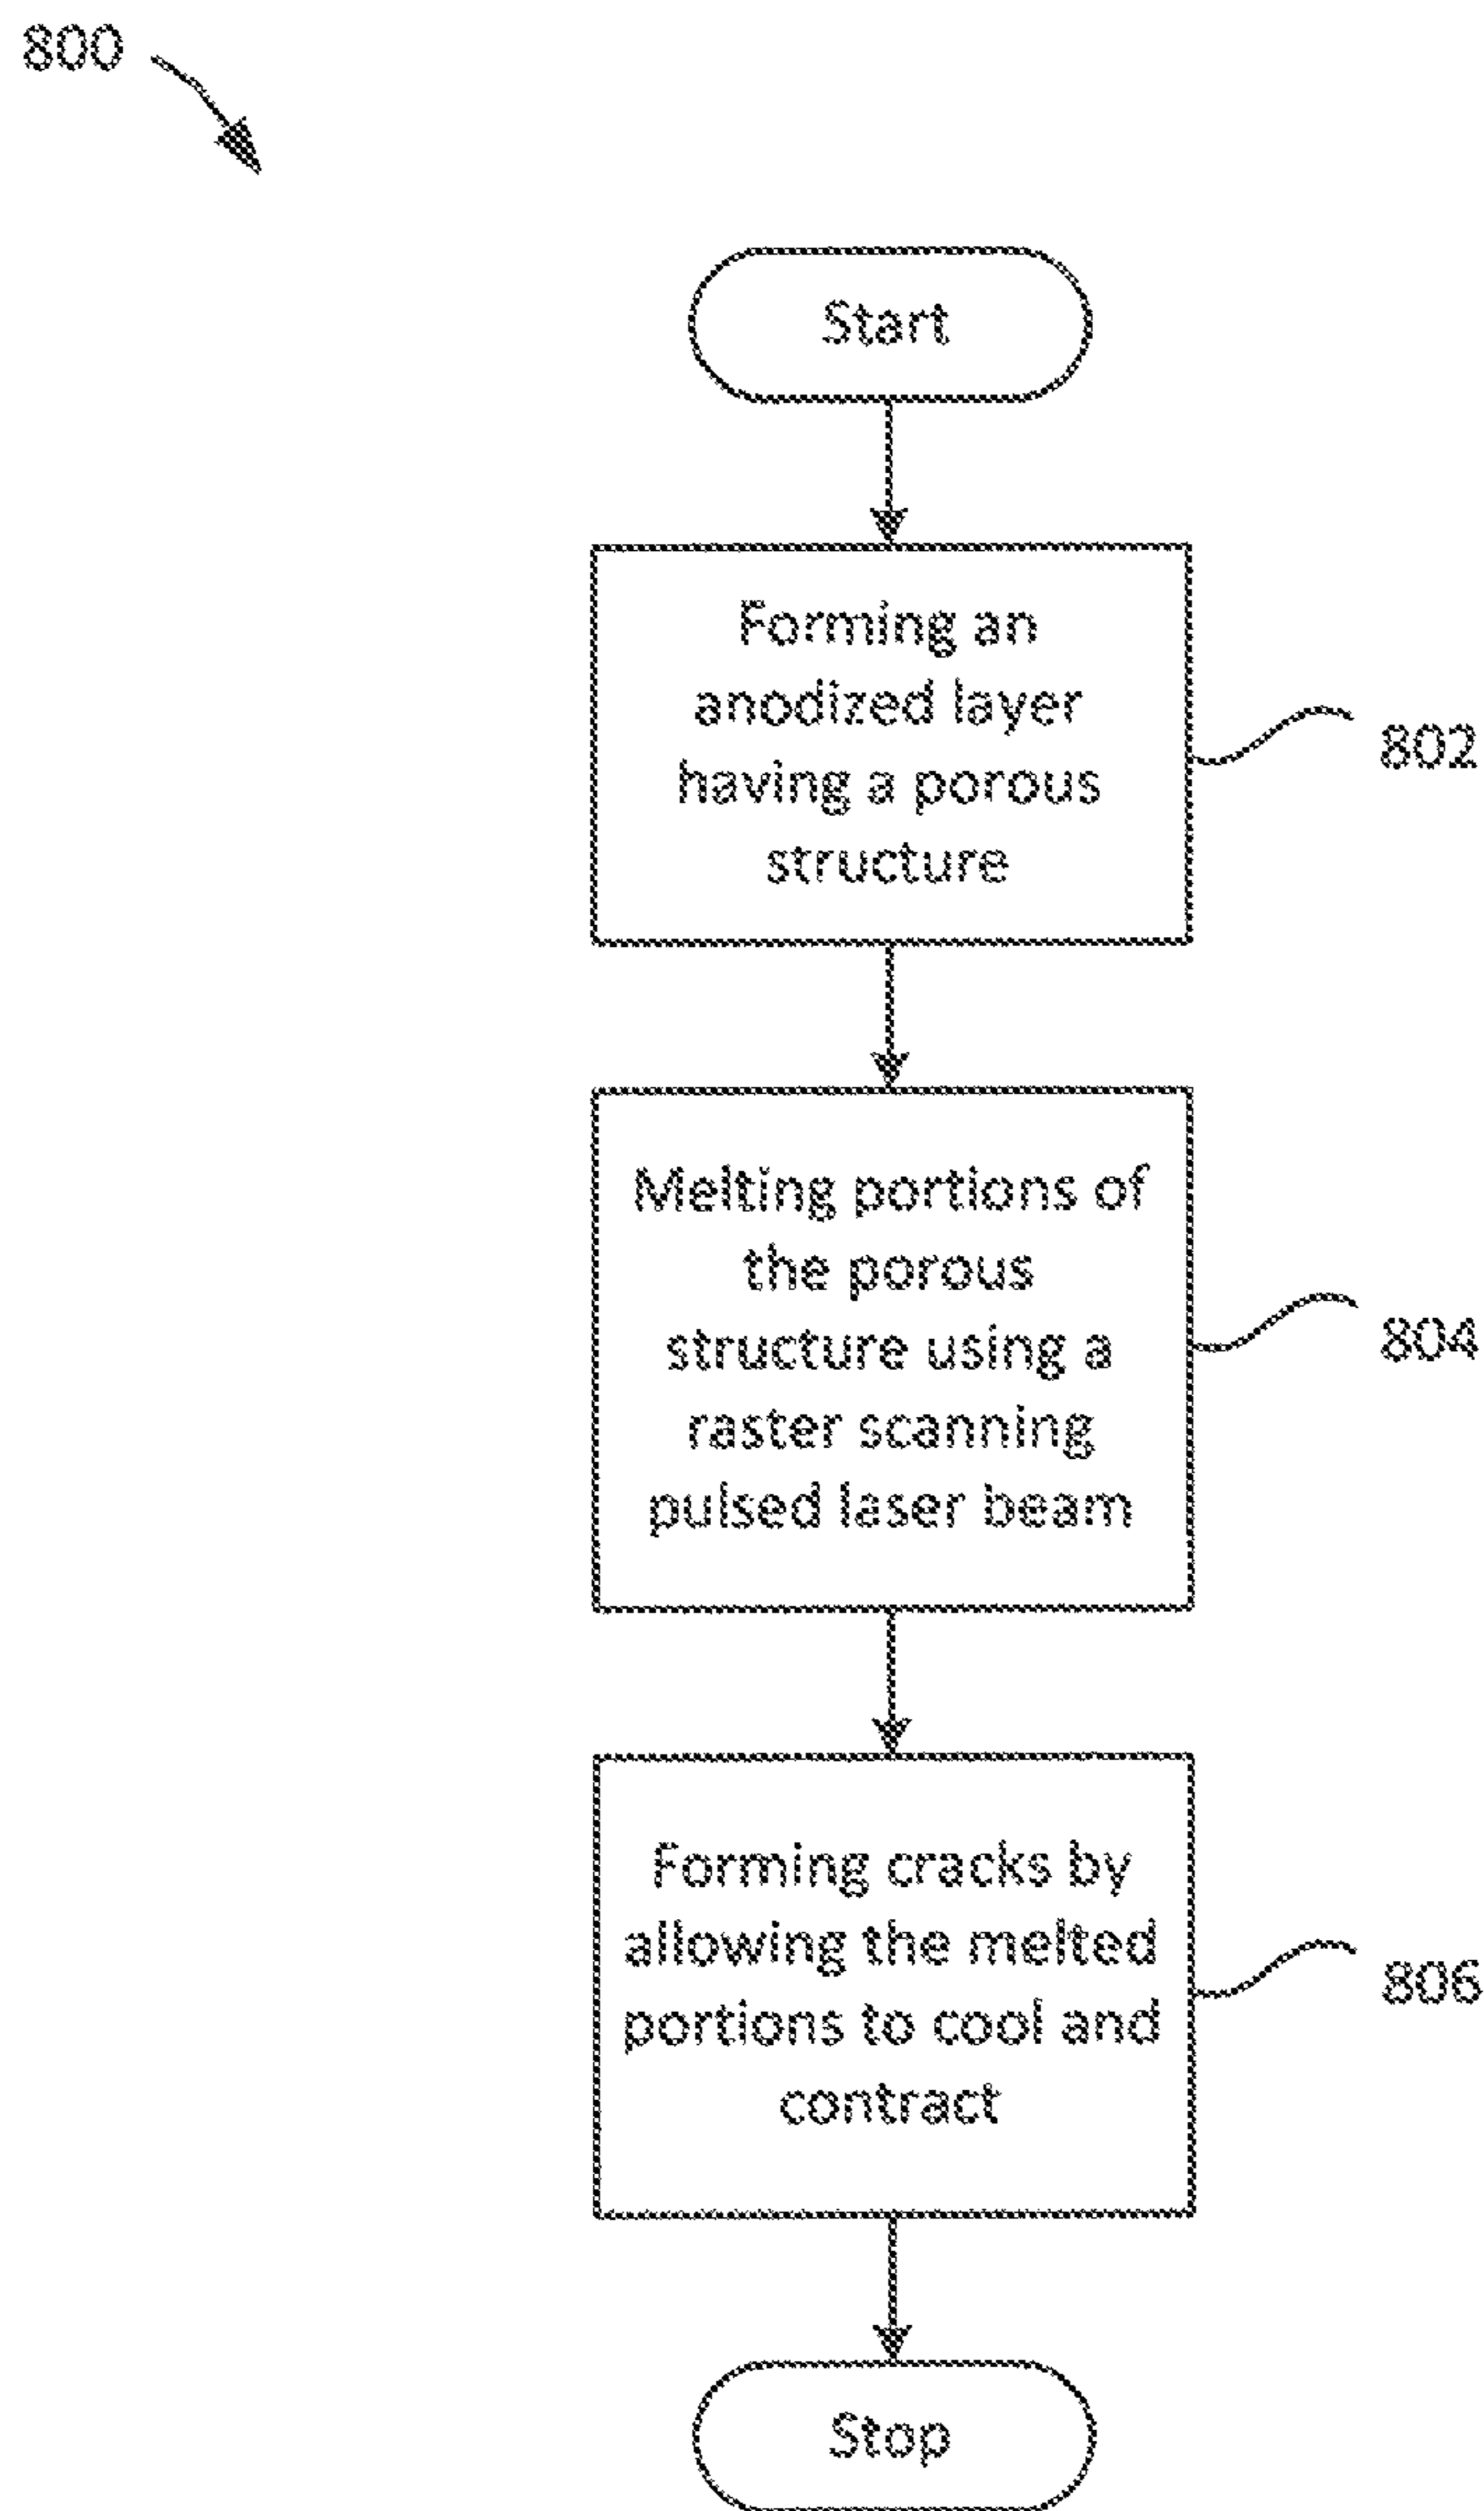 800
Start
Forming an
anodized layer
having a porous
structure
802
Melting portions of
the porous
structure using a
raster scanning
pulsed laser beam
804
Forming cracks by
allowing the melted
portions to cool and
contract
806
Stop